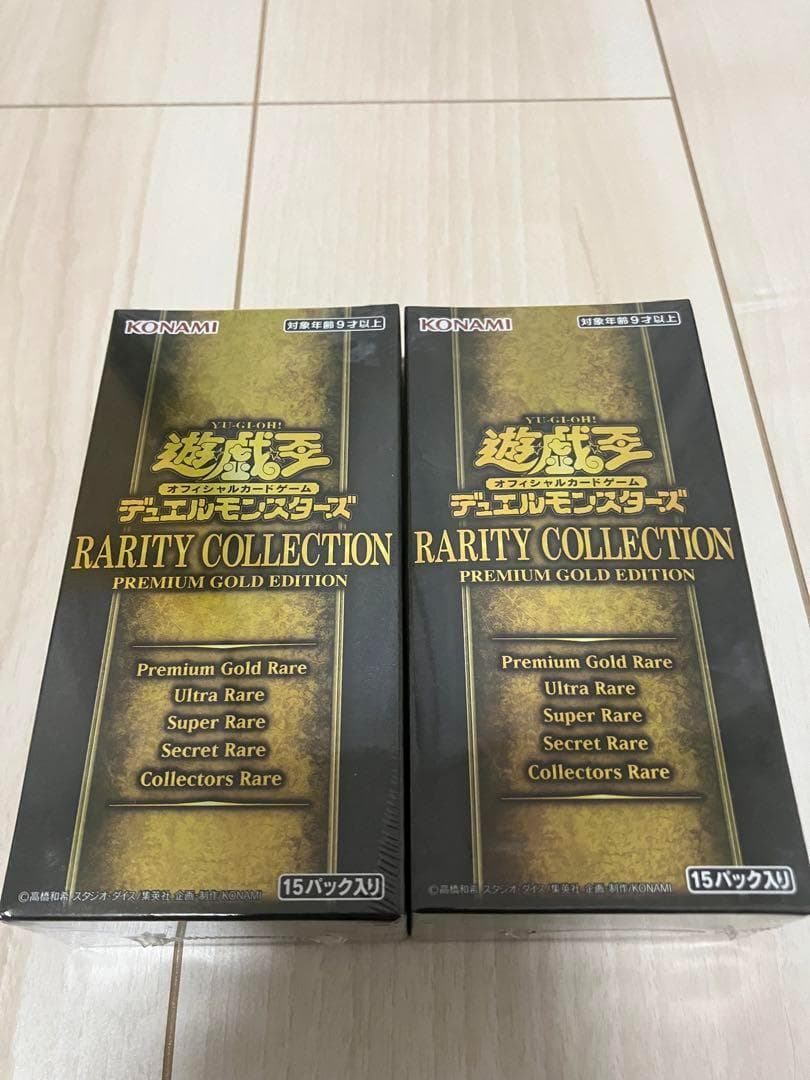 KONAMI
対象年齢9才以上
YU-GI-OH!
遊☆戯☆王
オフィシャルカードゲーム
デュエルモンスターズ
RARITY COLLECTION
PREMIUM GOLD EDITION
Premium Gold Rare
Ultra Rare
Super Rare
Secret Rare
Collectors Rare
©高橋和希 スタジオ・ダイス/集英社 企画・制作/KONAMI
15パック入り
KONAMI
対象年齢9才以上
YU-GI-OH!
遊☆戯☆王
オフィシャルカードゲーム
デュエルモンスターズ
RARITY COLLECTION
PREMIUM GOLD EDITION
Premium Gold Rare
Ultra Rare
Super Rare
Secret Rare
Collectors Rare
©高橋和希 スタジオ・ダイス/集英社 企画・制作/KONAMI
15パック入り